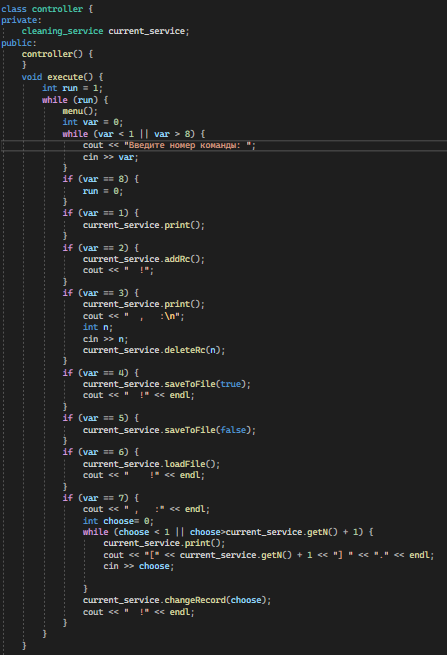 class controller {
private:
    cleaning_service current_service;
public:
    controller() {
    }
    void execute() {
        int run = 1;
        while (run) {
            menu();
            int var = 0;
            while (var < 1 || var > 8) {
                cout << "Введите номер команды: ";
                cin >> var;
            }
            if (var == 8) {
                run = 0;
            }
            if (var == 1) {
                current_service.print();
            }
            if (var == 2) {
                current_service.addRc();
                cout << "  !";
            }
            if (var == 3) {
                current_service.print();
                cout << "  ,   :\n";
                int n;
                cin >> n;
                current_service.deleteRc(n);
            }
            if (var == 4) {
                current_service.saveToFile(true);
                cout << "  !" << endl;
            }
            if (var == 5) {
                current_service.saveToFile(false);
            }
            if (var == 6) {
                current_service.loadFile();
                cout << "    !" << endl;
            }
            if (var == 7) {
                cout << " ,   :" << endl;
                int choose= 0;
                while (choose < 1 || choose>current_service.getN() + 1) {
                    current_service.print();
                    cout << "[" << current_service.getN() + 1 << "] " << "." << endl;
                    cin >> choose;

                }
                current_service.changeRecord(choose);
                cout << "  !" << endl;
            }
        }
    }